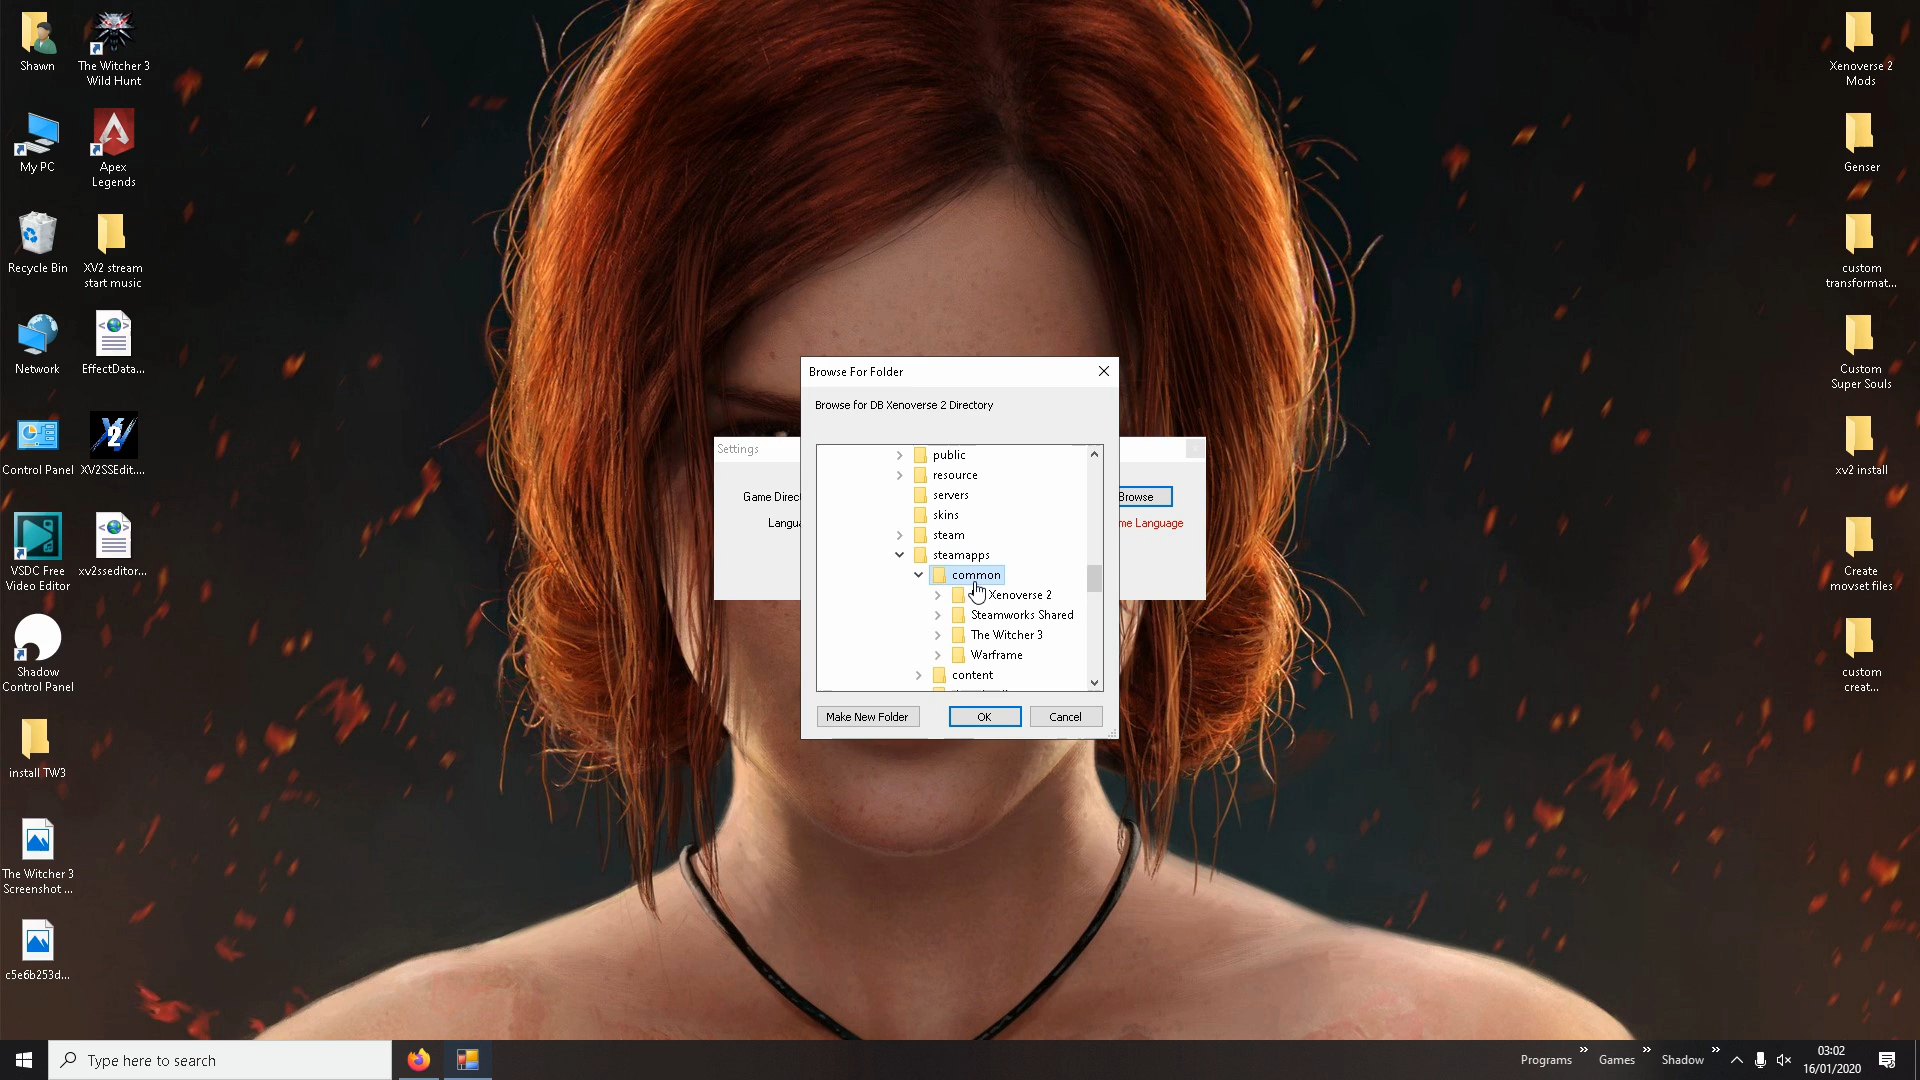 Shawn
The Witcher 3
Wild Hunt
My PC
Apex
Legends
Recycle Bin
XV2 stream
start music
Network
EffectData...
Control Panel
XV2SSEdit....
VSDC Free
Video Editor
xv2sseditor...
Shadow
Control Panel
install TW3
The Witcher 3
Screenshot ...
c5e6b253d...
Settings
Game Direct
Langua
Browse
me Language
Browse For Folder
Browse for DB Xenoverse 2 Directory
public
resource
servers
skins
steam
steamapps
common
Xenoverse 2
Steamworks Shared
The Witcher 3
Warframe
content
Make New Folder
OK
Cancel
Xenoverse 2
Mods
Genser
custom
transformat...
Custom
Super Souls
xv2 install
Create
movset files
custom
creat...
Type here to search
Programs
Games
Shadow
03:02
16/01/2020